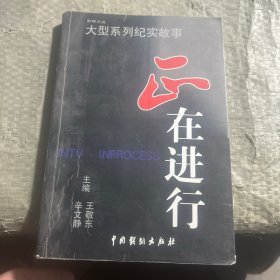 大型系列纪实故事
正在进行
NTV·INPROCESS
主编 王敬东
辛文静
中国戏剧出版社